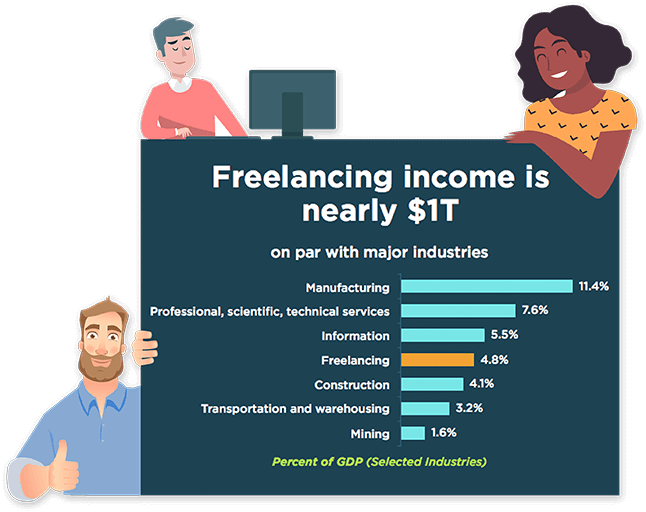 Freelancing income is
nearly $1T
on par with major industries
Manufacturing 11.4%
Professional, scientific, technical services 7.6%
Information 5.5%
Freelancing 4.8%
Construction 4.1%
Transportation and warehousing 3.2%
Mining 1.6%
Percent of GDP (Selected Industries)